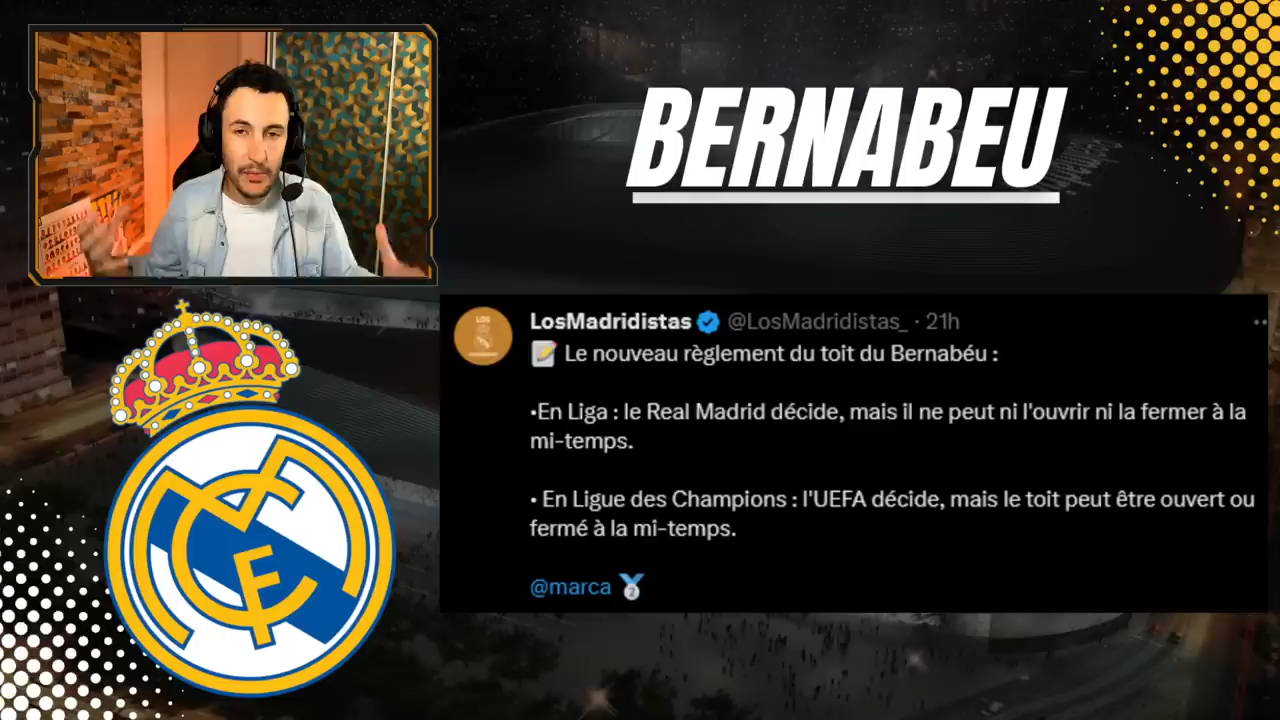 BERNABEU
LosMadridistas @LosMadridistas_ · 21h
Le nouveau règlement du toit du Bernabéu :
•En Liga : le Real Madrid décide, mais il ne peut ni l'ouvrir ni la fermer à la
mi-temps.
• En Ligue des Champions : l'UEFA décide, mais le toit peut être ouvert ou
fermé à la mi-temps.
@marca